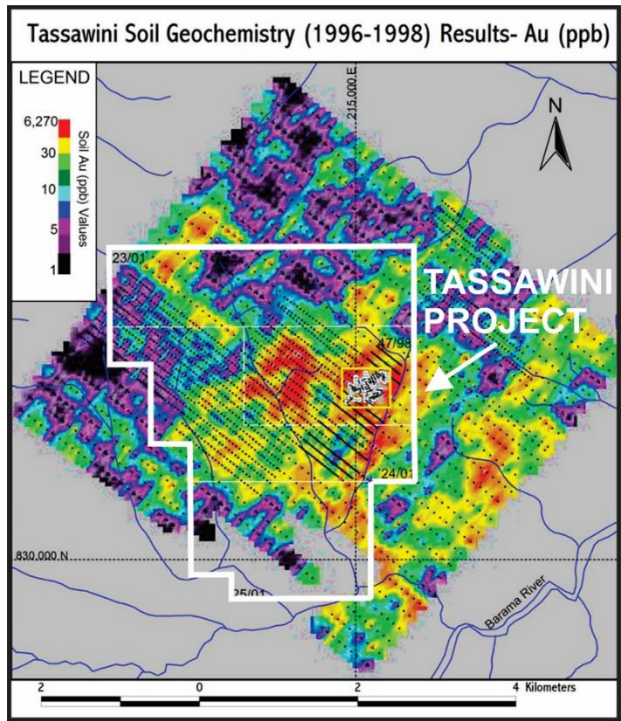 Tassawini Soil Geochemistry (1996-1998) Results- Au (ppb)
LEGEND
6,270
30
10
5
1
Soil Au (ppb) Values
215,000 E
N
23/01
TASSAWINI
PROJECT
47/98
24/01
830,000 N
25/01
Barama River
2 0 2 4 Kilometers